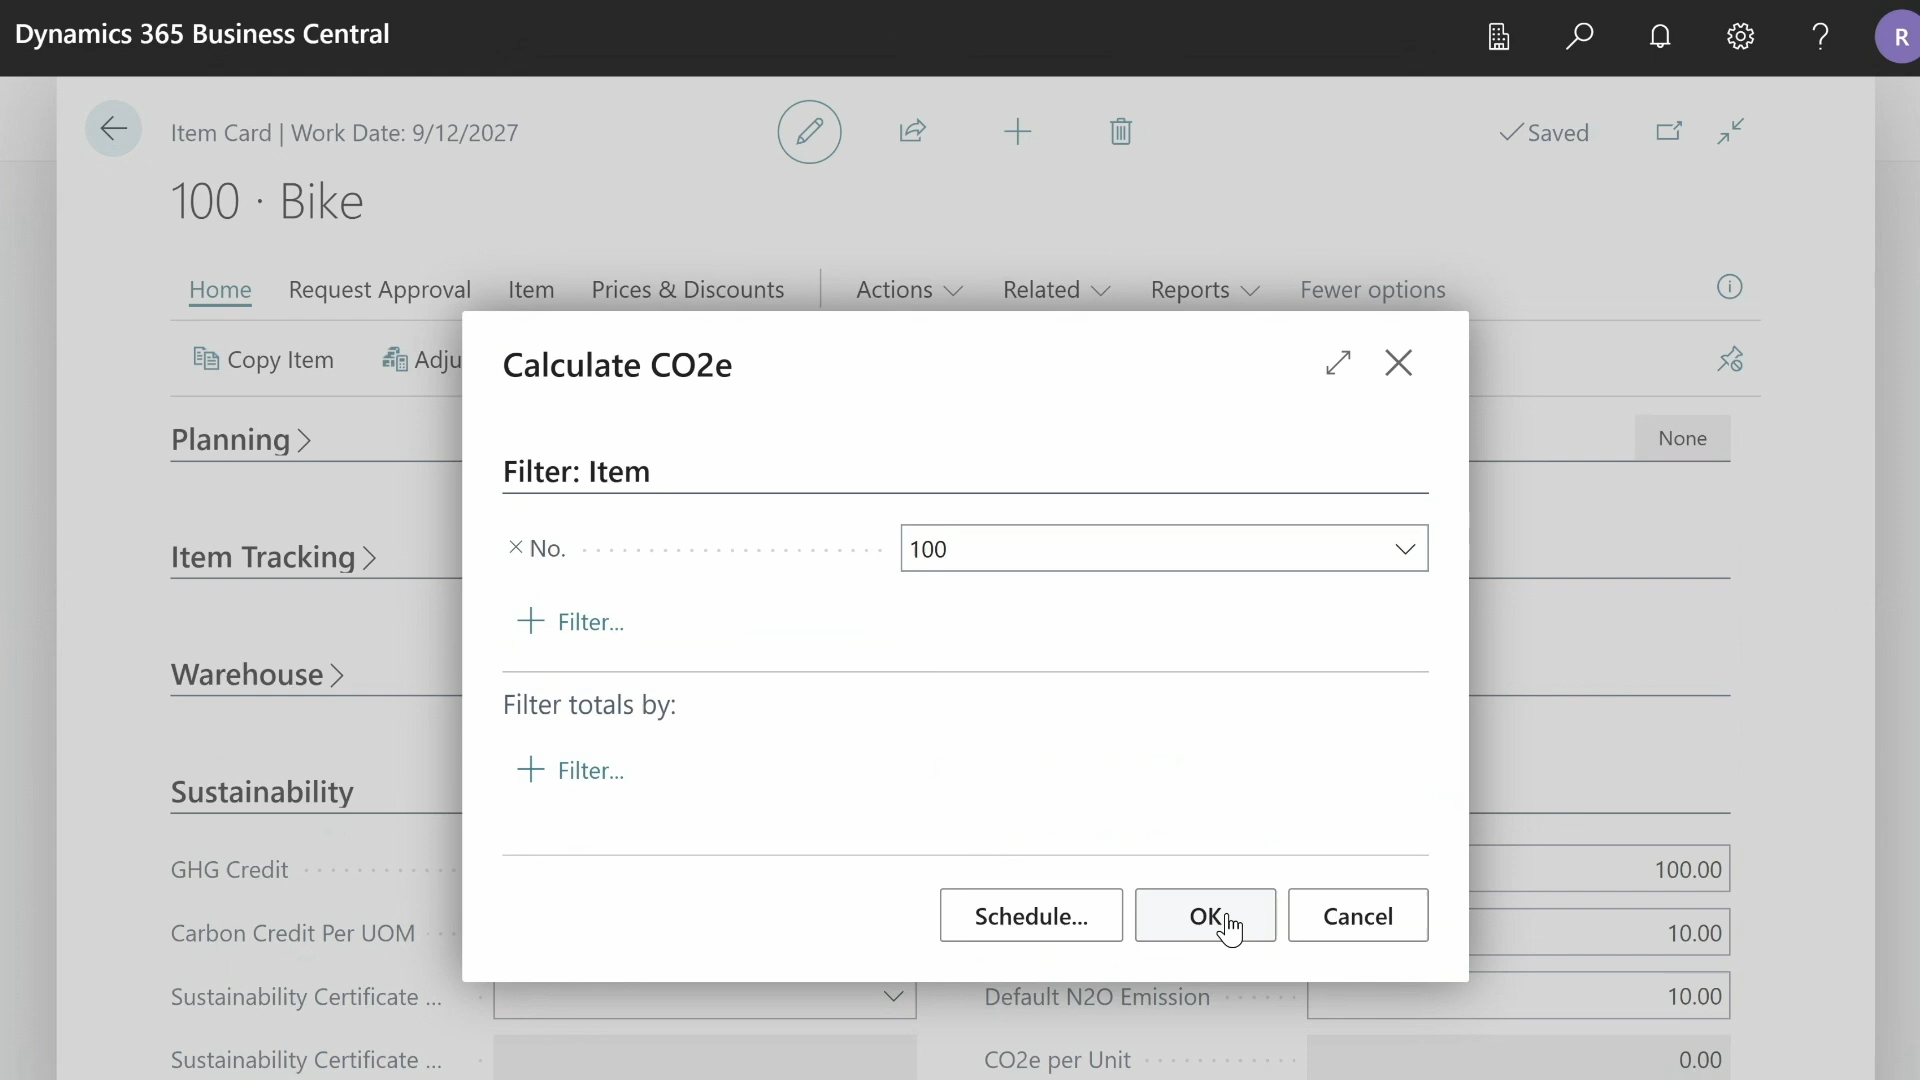 Dynamics 365 Business Central
R
Item Card | Work Date: 9/12/2027
Saved
100 · Bike
Home Request Approval Item Prices & Discounts Actions Related Reports Fewer options
Copy Item Adju
Calculate CO2e
Planning
None
Filter: Item
No. 100
Item Tracking
Filter...
Warehouse
Filter totals by:
Filter...
Sustainability
GHG Credit 100.00
Schedule... OK Cancel
Carbon Credit Per UOM 10.00
Sustainability Certificate ... Default N2O Emission 10.00
Sustainability Certificate ... CO2e per Unit 0.00